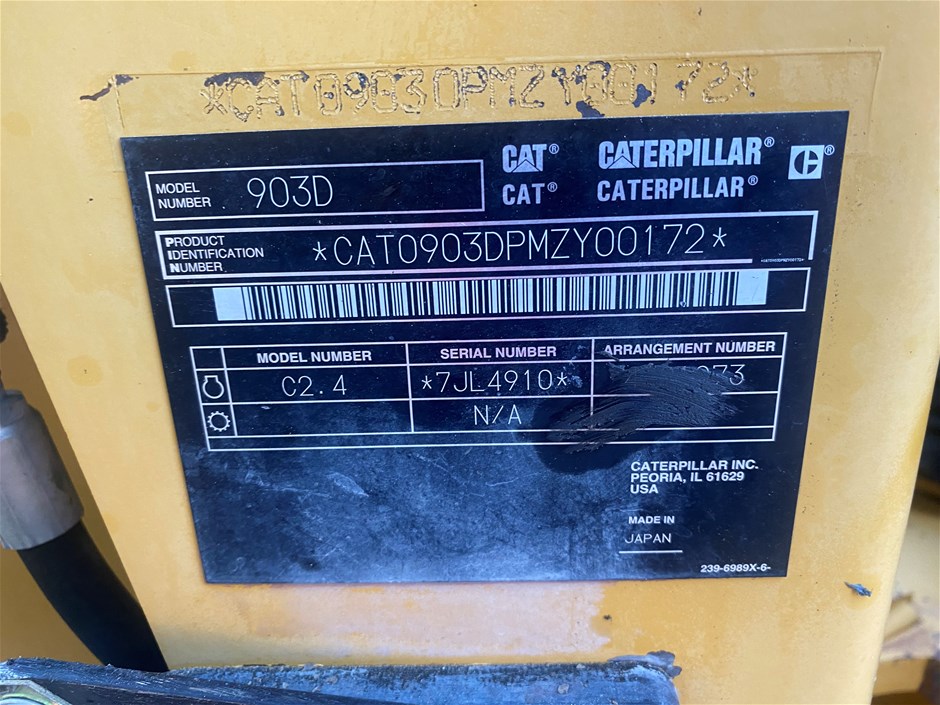 *CAT0903DPMZY00172*
CAT® CATERPILLAR®
CAT® CATERPILLAR®
MODEL NUMBER 903D
PRODUCT IDENTIFICATION NUMBER *CAT0903DPMZY00172*
*CAT0903DPMZY00172*
MODEL NUMBER SERIAL NUMBER ARRANGEMENT NUMBER
C2.4 *7JL4910*
N/A
CATERPILLAR INC.
PEORIA, IL 61629
USA
MADE IN
JAPAN
239-6989X-6-